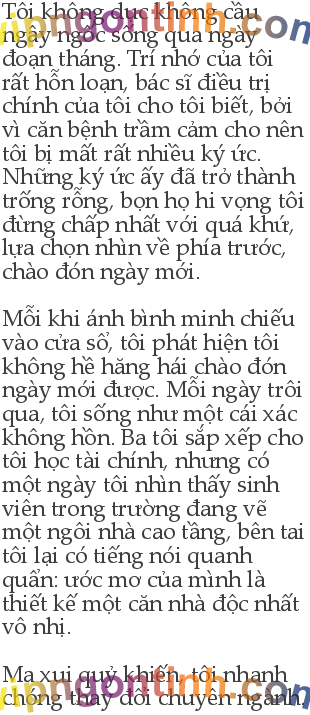 Tôi không dục không cầu
ngây ngốc sống qua ngày
đoạn tháng. Trí nhớ của tôi
rất hỗn loạn, bác sĩ điều trị
chính của tôi cho tôi biết, bởi
vì căn bệnh trầm cảm cho nên
tôi bị mất rất nhiều ký ức.
Những ký ức ấy đã trở thành
trống rỗng, bọn họ hi vọng tôi
đừng chấp nhất với quá khứ,
lựa chọn nhìn về phía trước,
chào đón ngày mới.
Mỗi khi ánh bình minh chiếu
vào cửa sổ, tôi phát hiện tôi
không hề hăng hái chào đón
ngày mới được. Mỗi ngày trôi
qua, tôi sống như một cái xác
không hồn. Ba tôi sắp xếp cho
tôi học tài chính, nhưng có
một ngày tôi nhìn thấy sinh
viên trong trường đang vẽ
một ngôi nhà cao tầng, bên tai
tôi lại có tiếng nói quanh
quẩn: ước mơ của mình là
thiết kế một căn nhà độc nhất
vô nhị.
Ma xui quỷ khiến, tôi nhanh
chóng thay đổi chuyên ngành.
vipngontinh.com